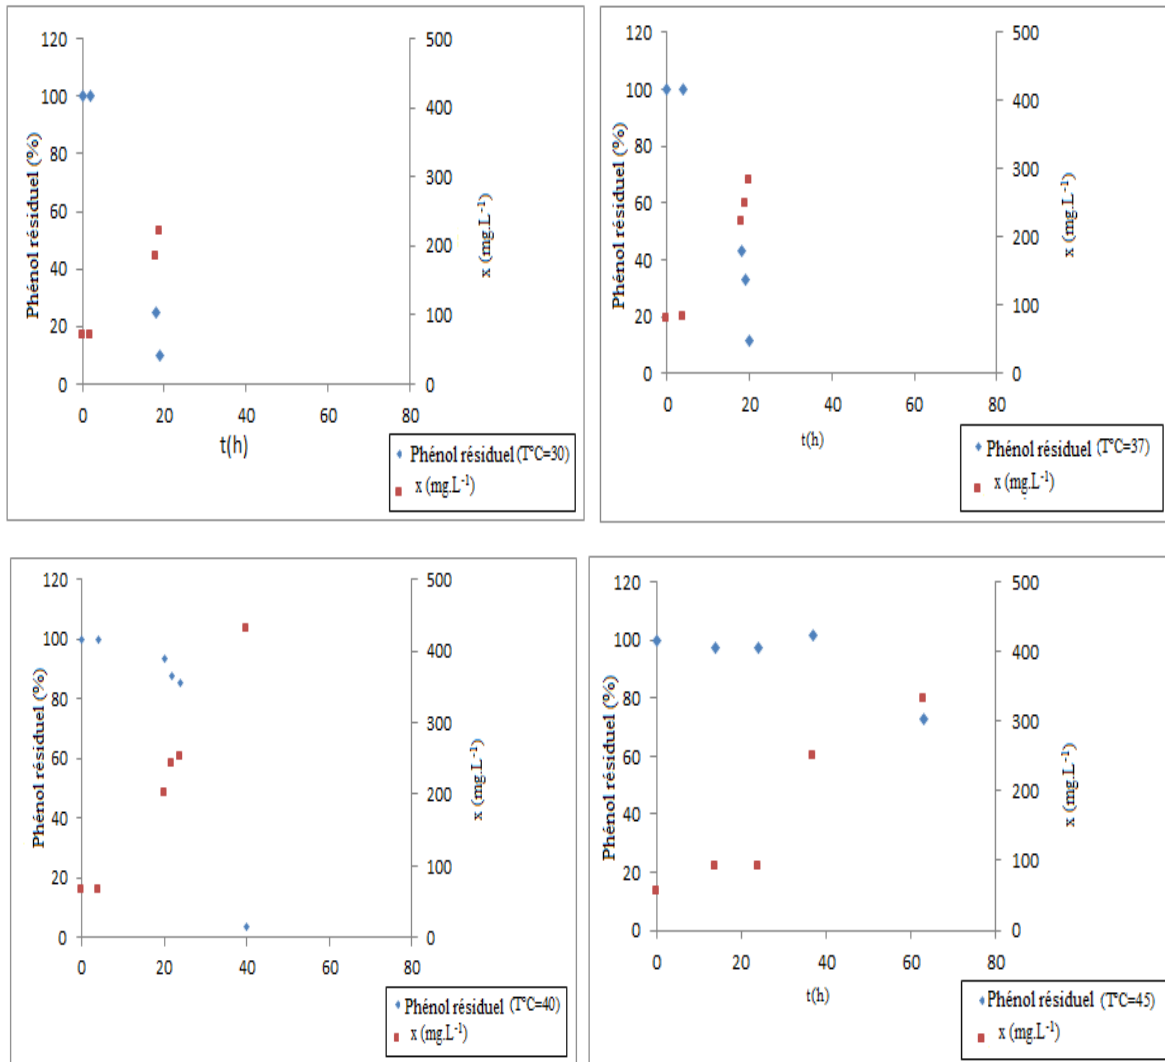 120
100
80
60
40
20
0
Phénol résiduel (%)
500
400
300
200
100
0
x (mg.L⁻¹)
0 20 40 60 80
t(h)
Phénol résiduel (T°C=30)
x (mg.L⁻¹)
120
100
80
60
40
20
0
Phénol résiduel (%)
500
400
300
200
100
0
x (mg.L⁻¹)
0 20 40 60 80
t(h)
Phénol résiduel (T°C=37)
x (mg.L⁻¹)
120
100
80
60
40
20
0
Phénol résiduel (%)
500
400
300
200
100
0
x (mg.L⁻¹)
0 20 40 60 80
Phénol résiduel (T°C=40)
x (mg.L⁻¹)
120
100
80
60
40
20
0
Phénol résiduel (%)
500
400
300
200
100
0
x (mg.L⁻¹)
0 20 40 60 80
t(h)
Phénol résiduel (T°C=45)
x (mg.L⁻¹)